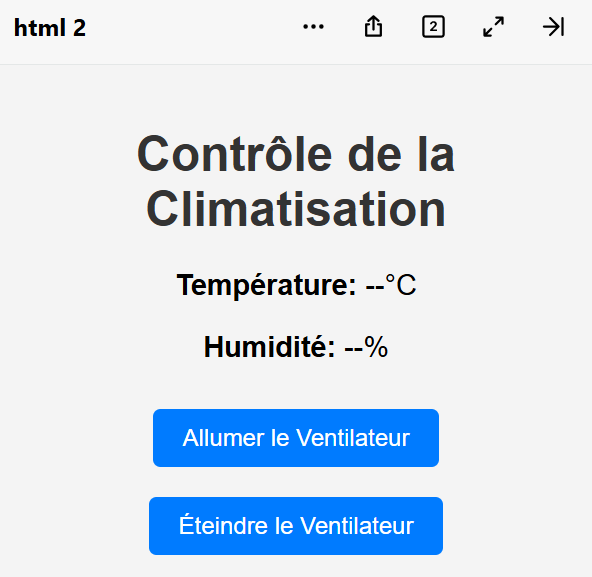 html 2
2
Contrôle de la
Climatisation
Température: --°C
Humidité: --%
Allumer le Ventilateur
Éteindre le Ventilateur